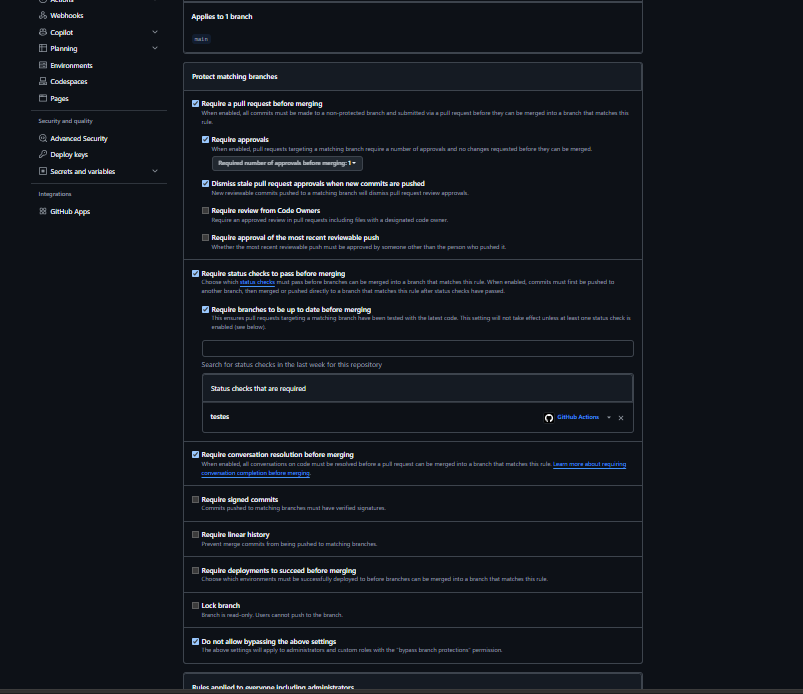 Actions
Webhooks
Copilot
Planning
Environments
Codespaces
Pages
Security and quality
Advanced Security
Deploy keys
Secrets and variables
Integrations
GitHub Apps
Applies to 1 branch
main
Protect matching branches
Require a pull request before merging
When enabled, all commits must be made to a non-protected branch and submitted via a pull request before they can be merged into a branch that matches this
rule.
Require approvals
When enabled, pull requests targeting a matching branch require a number of approvals and no changes requested before they can be merged.
Required number of approvals before merging: 1
Dismiss stale pull request approvals when new commits are pushed
New reviewable commits pushed to a matching branch will dismiss pull request review approvals.
Require review from Code Owners
Require an approved review in pull requests including files with a designated code owner.
Require approval of the most recent reviewable push
Whether the most recent reviewable push must be approved by someone other than the person who pushed it.
Require status checks to pass before merging
Choose which status checks must pass before branches can be merged into a branch that matches this rule. When enabled, commits must first be pushed to
another branch, then merged or pushed directly to a branch that matches this rule after status checks have passed.
Require branches to be up to date before merging
This ensures pull requests targeting a matching branch have been tested with the latest code. This setting will not take effect unless at least one status check is
enabled (see below).
Search for status checks in the last week for this repository
Status checks that are required
testes
GitHub Actions
Require conversation resolution before merging
When enabled, all conversations on code must be resolved before a pull request can be merged into a branch that matches this rule. Learn more about requiring
conversation completion before merging.
Require signed commits
Commits pushed to matching branches must have verified signatures.
Require linear history
Prevent merge commits from being pushed to matching branches.
Require deployments to succeed before merging
Choose which environments must be successfully deployed to before branches can be merged into a branch that matches this rule.
Lock branch
Branch is read-only. Users cannot push to the branch.
Do not allow bypassing the above settings
The above settings will apply to administrators and custom roles with the "bypass branch protections" permission.
Rules applied to everyone including administrators